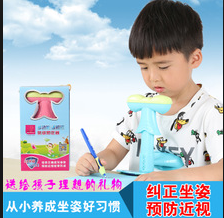 送给孩子理想的礼物
从小养成坐姿好习惯
纠正坐姿
预防近视